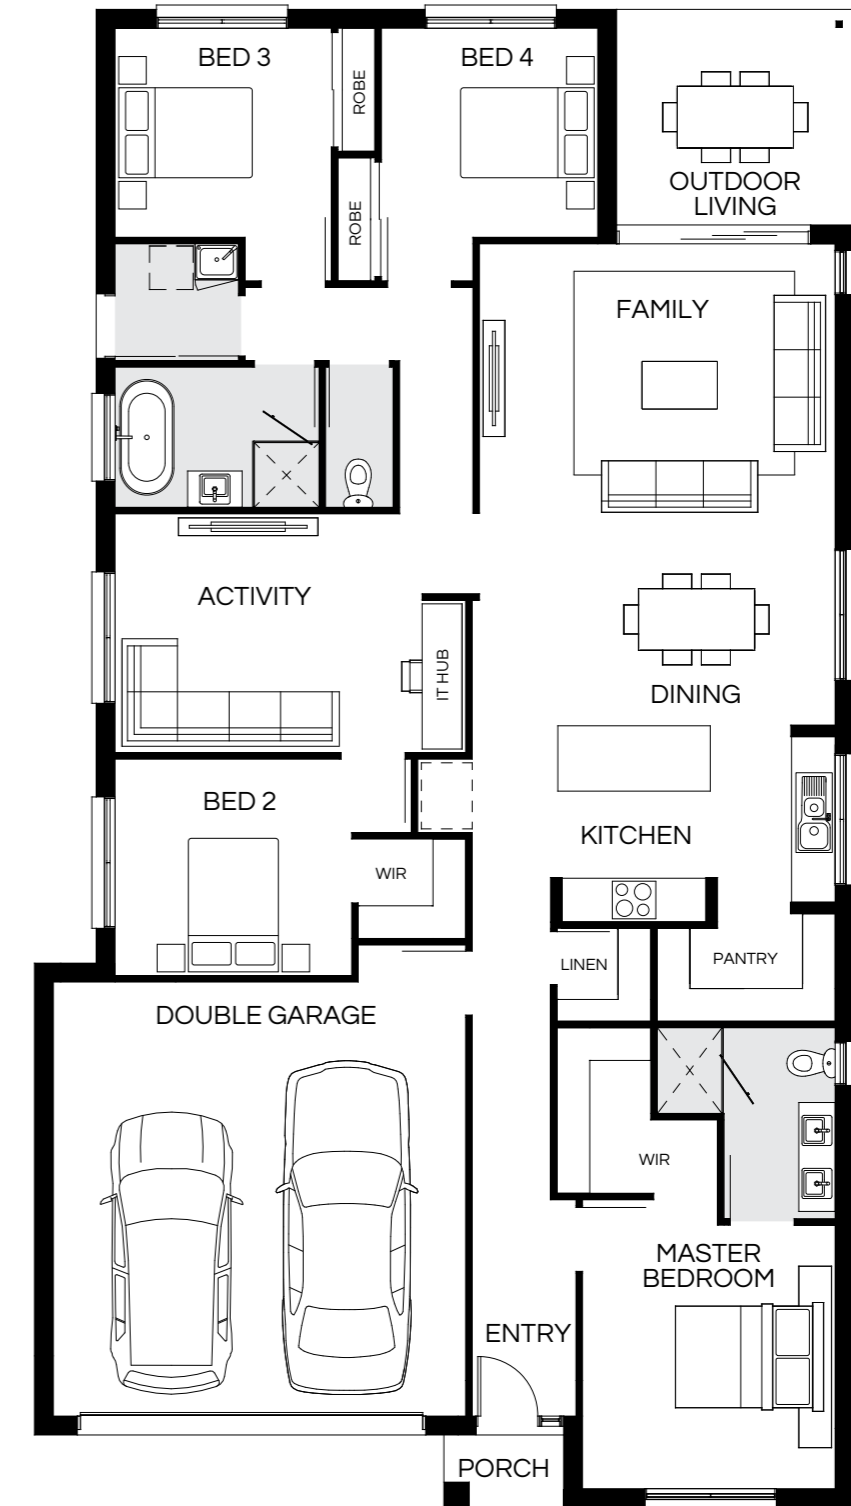 BED 3
BED 4
ROBE
ROBE
OUTDOOR
LIVING
FAMILY
ACTIVITY
IT HUB
DINING
BED 2
KITCHEN
WIR
LINEN
PANTRY
DOUBLE GARAGE
WIR
MASTER
BEDROOM
ENTRY
PORCH